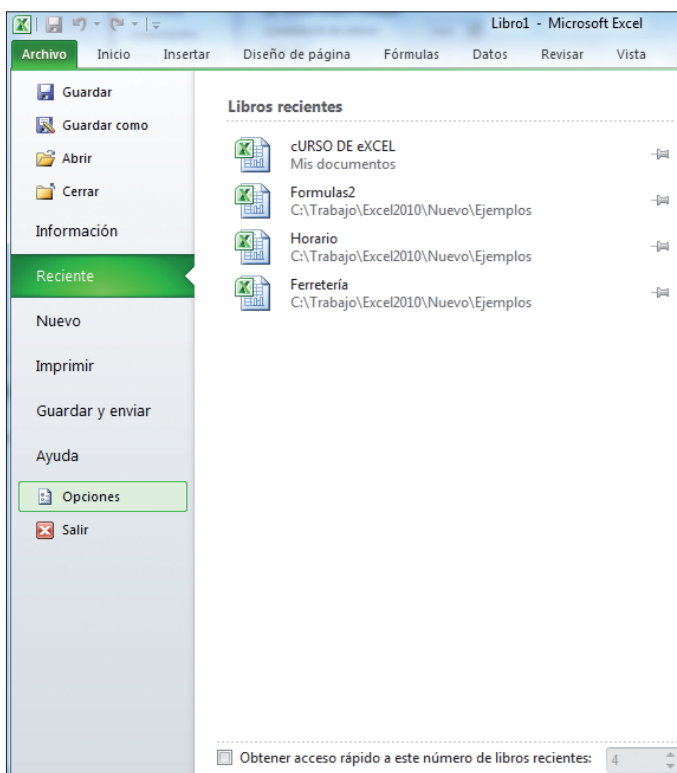 Libro1 - Microsoft Excel
Archivo Inicio Insertar Diseño de página Fórmulas Datos Revisar Vista
Guardar
Guardar como
Abrir
Cerrar
Información
Reciente
Nuevo
Imprimir
Guardar y enviar
Ayuda
Opciones
Salir
Libros recientes
cURSO DE eXCEL
Mis documentos
Formulas2
C:\Trabajo\Excel2010\Nuevo\Ejemplos
Horario
C:\Trabajo\Excel2010\Nuevo\Ejemplos
Ferretería
C:\Trabajo\Excel2010\Nuevo\Ejemplos
Obtener acceso rápido a este número de libros recientes: 4